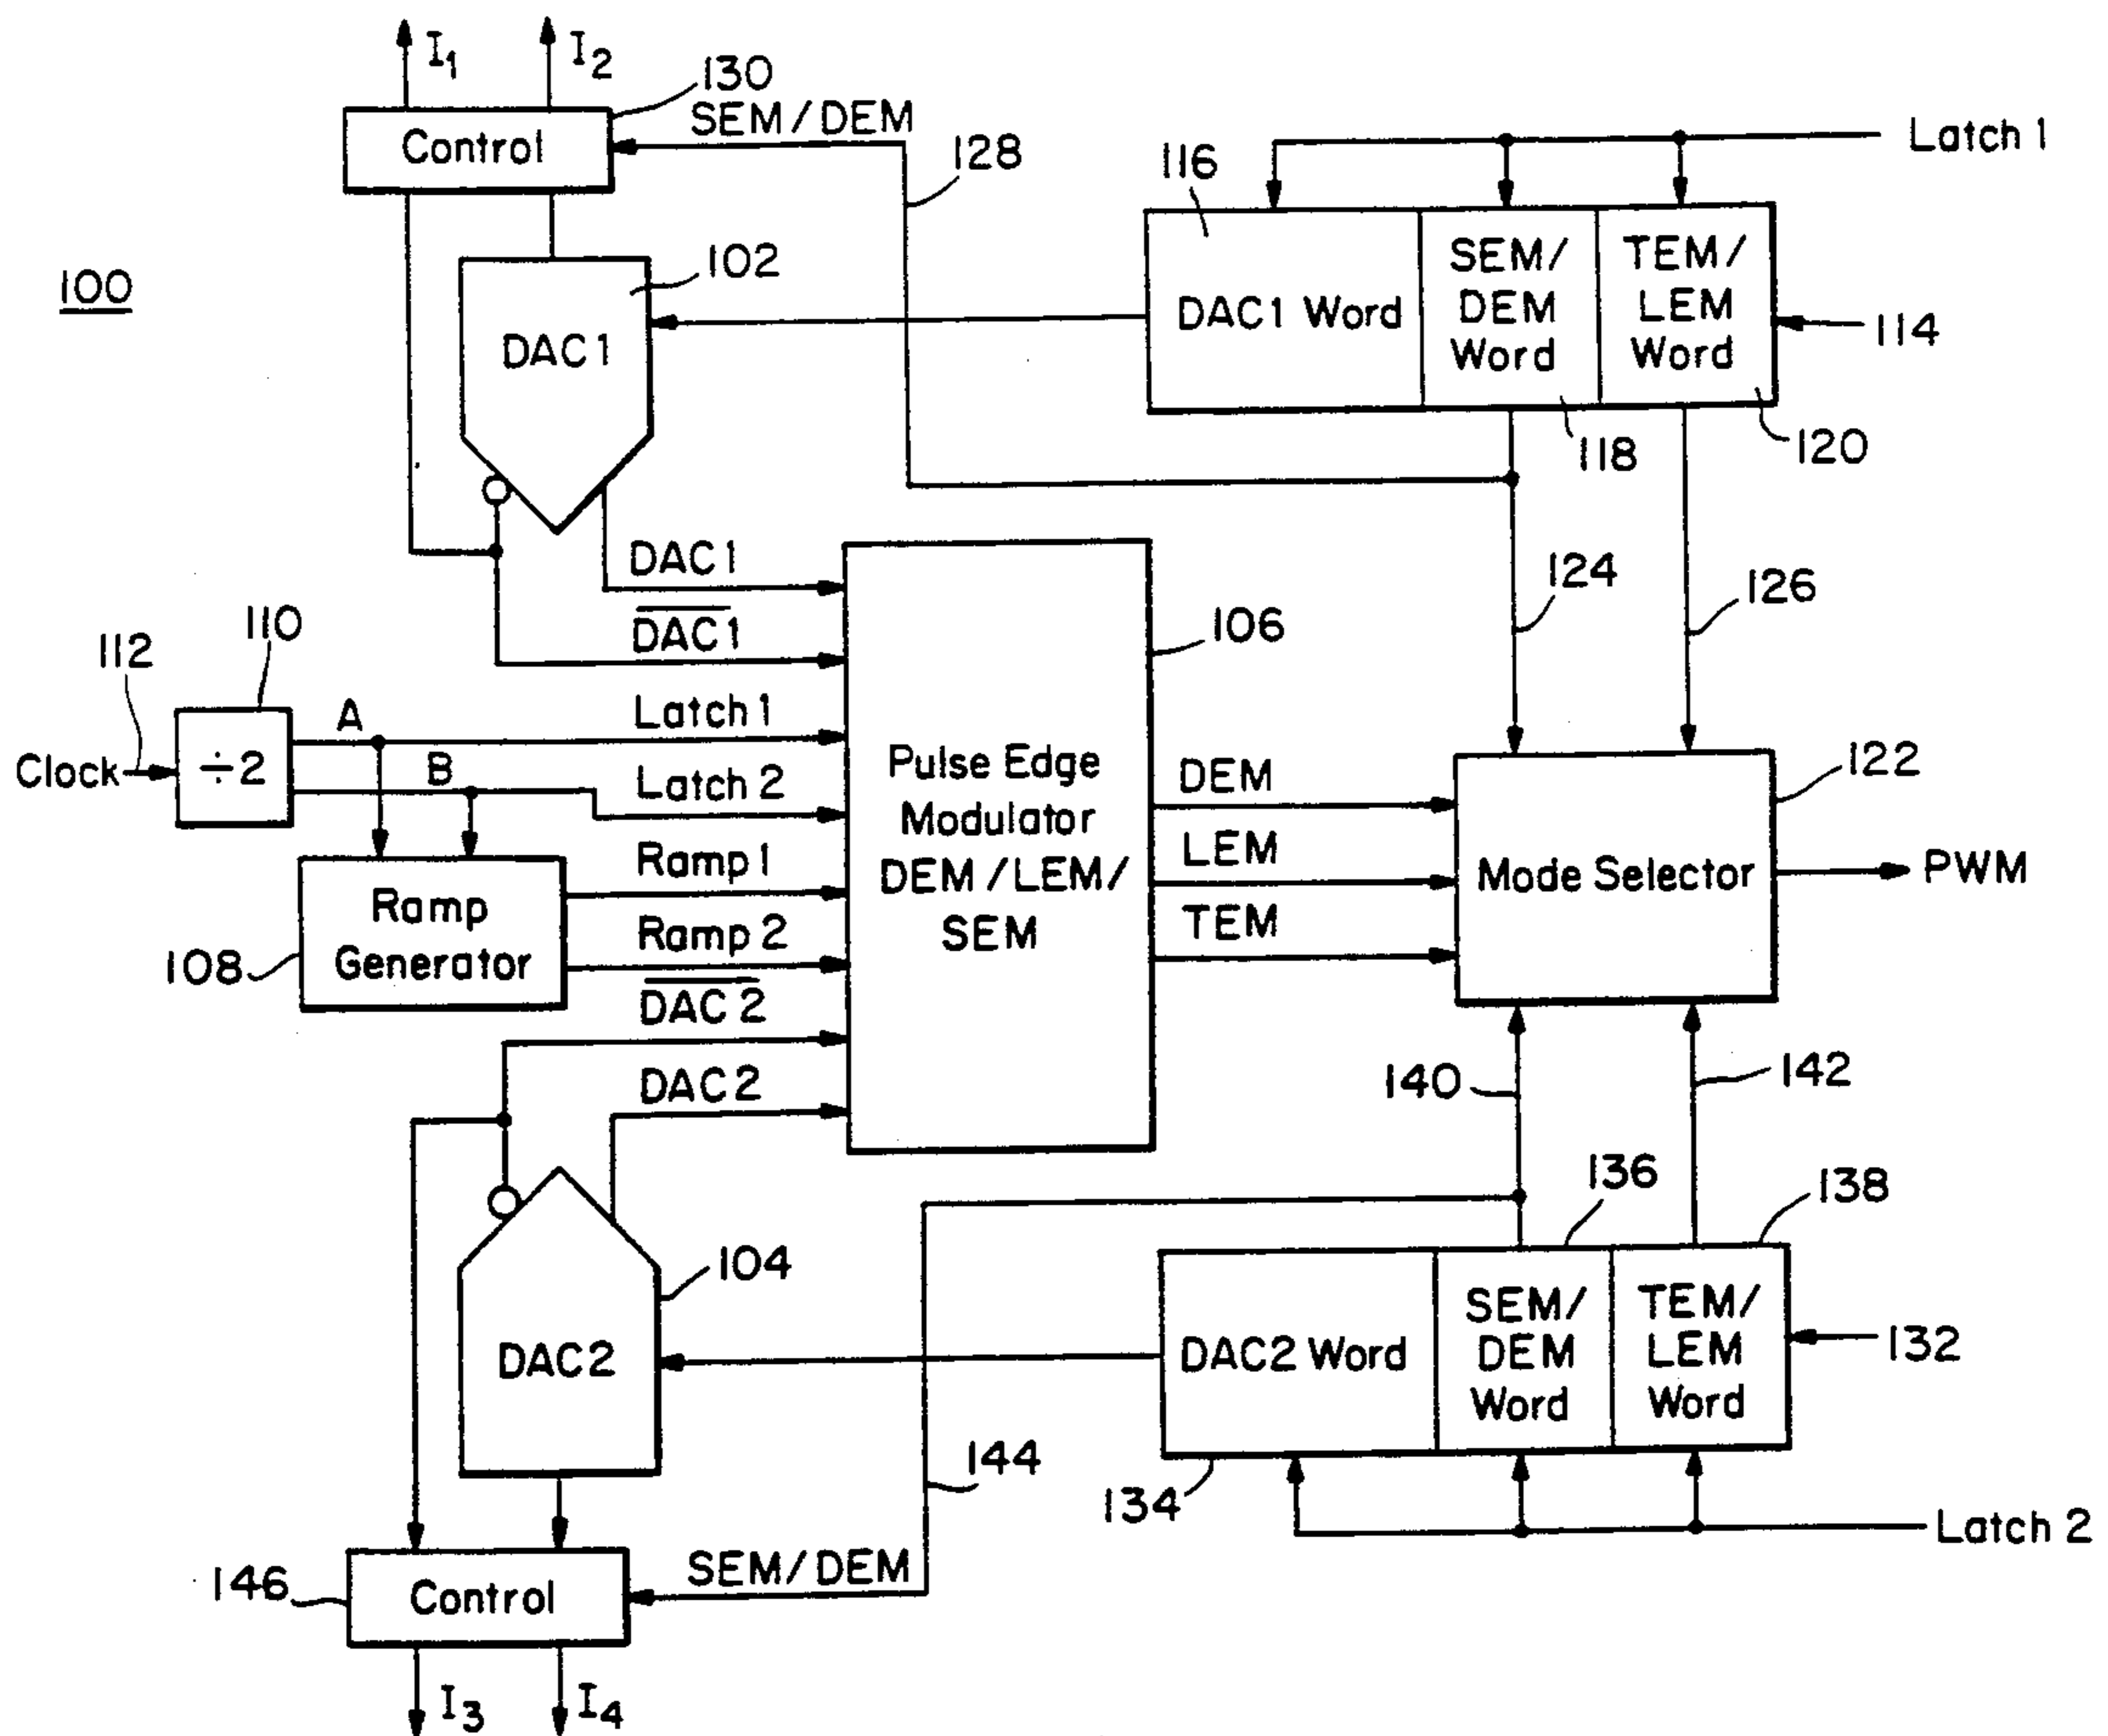 I1
I2
130
Control
SEM/DEM
128
116
Latch 1
100
102
DAC1
DAC1 Word
SEM/
DEM
Word
TEM/
LEM
Word
114
118
120
DAC1
DAC1
124
126
106
110
112
Clock
÷2
A
B
Latch 1
Latch 2
Ramp 1
Ramp 2
Ramp
Generator
108
Pulse Edge
Modulator
DEM/LEM/
SEM
DEM
LEM
TEM
Mode Selector
122
PWM
DAC2
DAC2
140
142
136
138
104
DAC2
DAC2 Word
SEM/
DEM
Word
TEM/
LEM
Word
132
134
144
Latch 2
146
Control
SEM/DEM
I3
I4